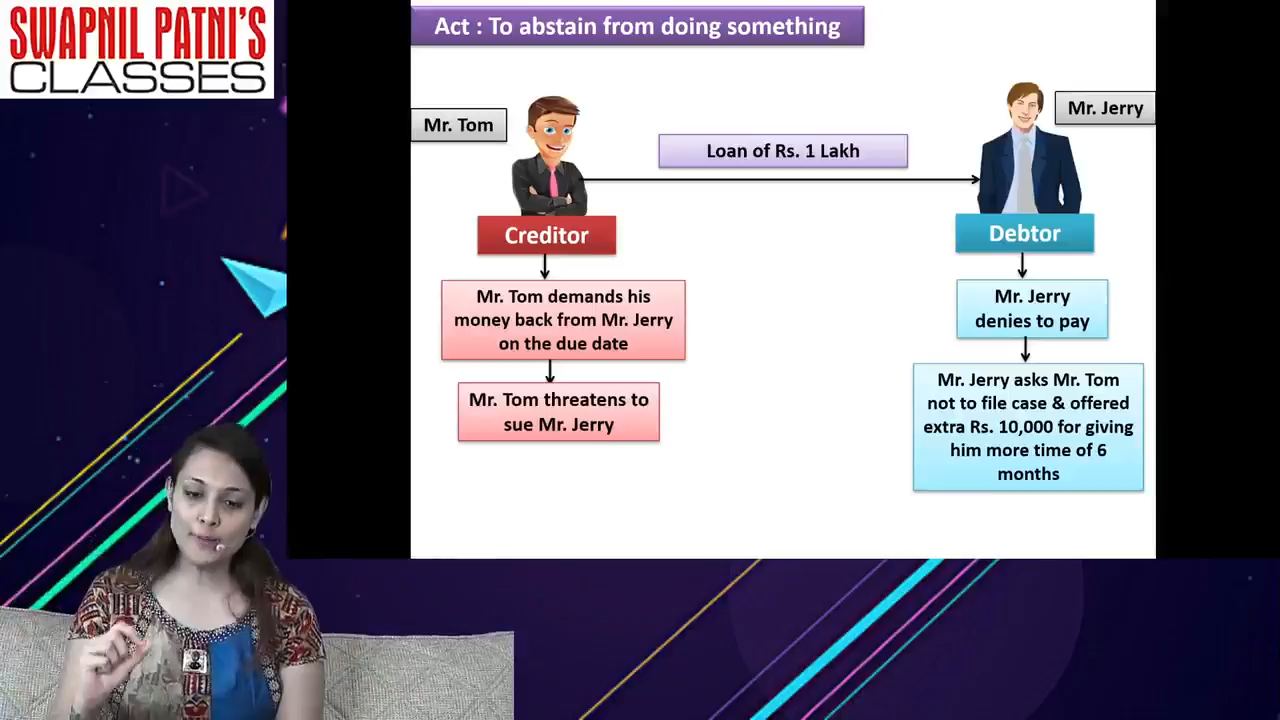 SWAPNIL PATNI'S
CLASSES
Act : To abstain from doing something
Mr. Tom
Mr. Jerry
Loan of Rs. 1 Lakh
Creditor
Debtor
Mr. Tom demands his
money back from Mr. Jerry
on the due date
Mr. Tom threatens to
sue Mr. Jerry
Mr. Jerry
denies to pay
Mr. Jerry asks Mr. Tom
not to file case & offered
extra Rs. 10,000 for giving
him more time of 6
months